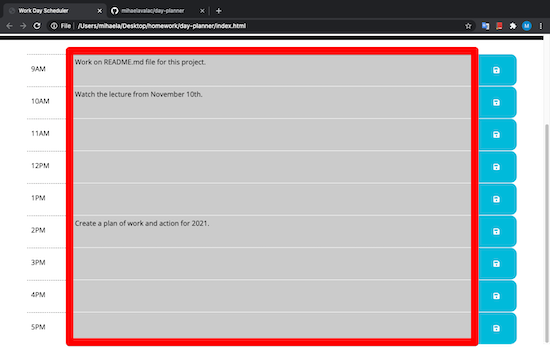 Work Day Scheduler
mihaelavalac/day-planner
File | /Users/mihaela/Desktop/homework/day-planner/index.html
M
9AM Work on README.md file for this project.
10AM Watch the lecture from November 10th.
11AM
12PM
1PM
2PM Create a plan of work and action for 2021.
3PM
4PM
5PM